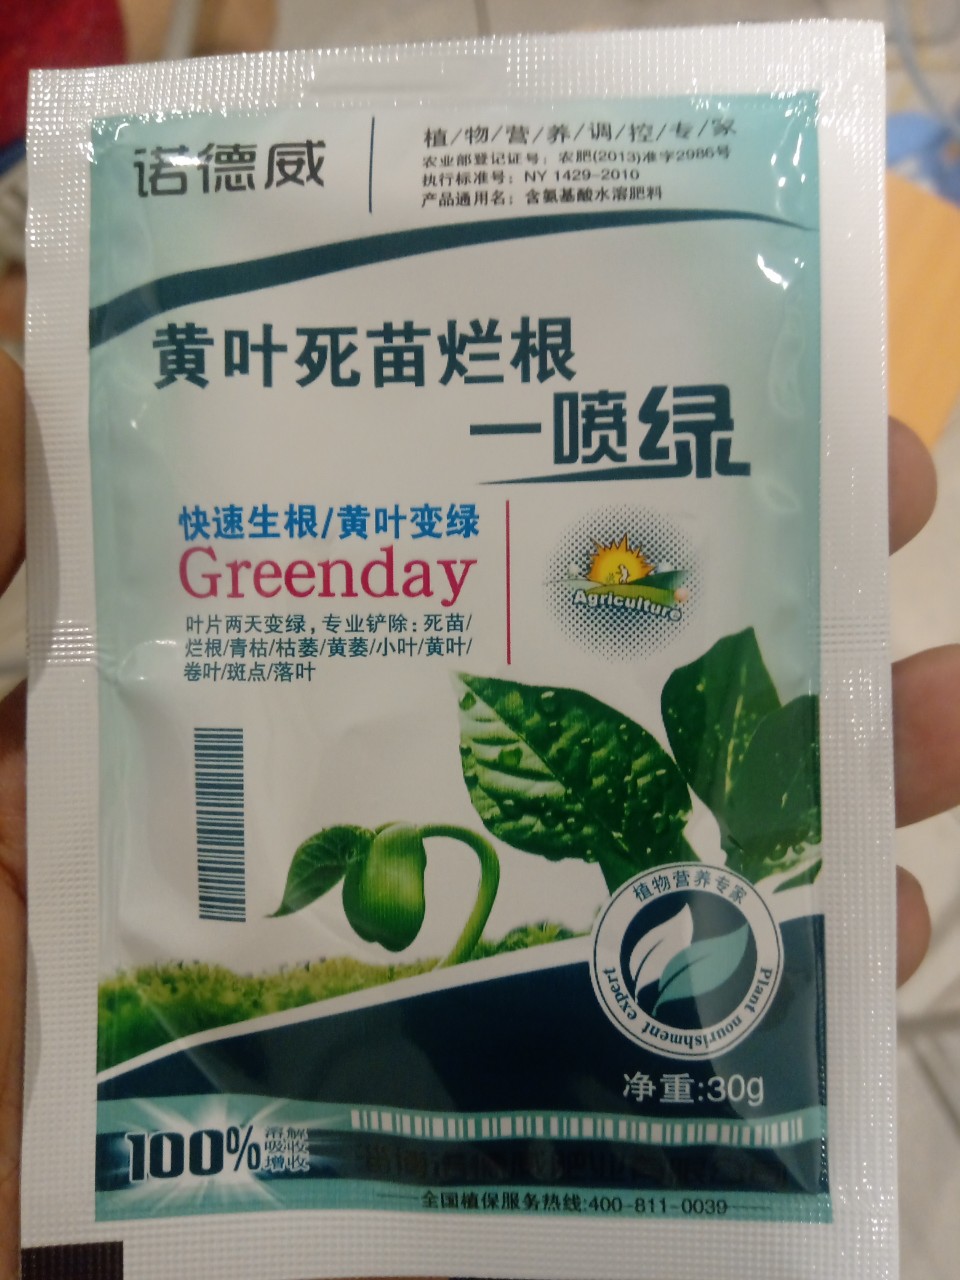 诺德威
植/物/营/养/调/控/专/家
农业部登记证号：农肥(2013)准字2986号
执行标准号：NY 1429-2010
产品通用名：含氨基酸水溶肥料
黄叶死苗烂根
一喷绿
快速生根/黄叶变绿
Greenday
叶片两天变绿，专业铲除：死苗/
烂根/青枯/枯萎/黄萎/小叶/黄叶/
卷叶/斑点/落叶
Agriculture
植物营养专家
Plant nourishment expert
净重:30g
100%
溶解
吸收
增收
全国植保服务热线:400-811-0039